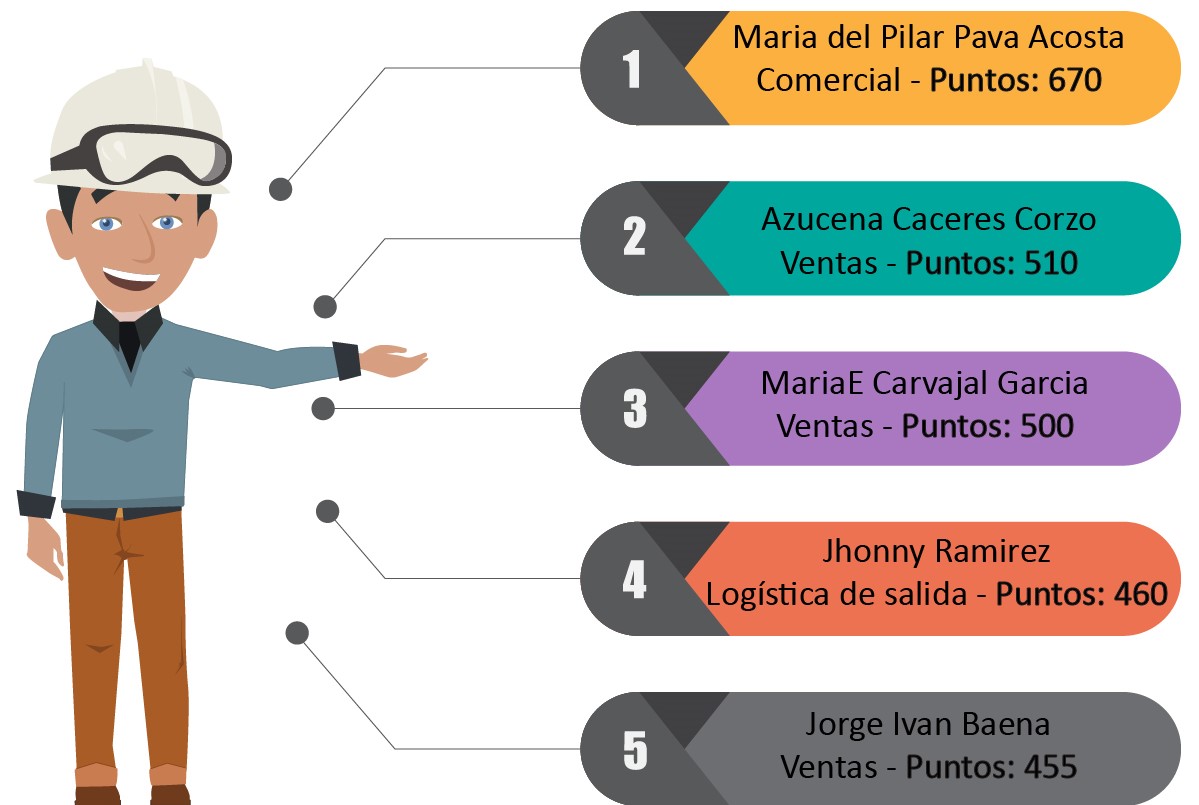 1
Maria del Pilar Pava Acosta
Comercial - Puntos: 670
2
Azucena Caceres Corzo
Ventas - Puntos: 510
3
MariaE Carvajal Garcia
Ventas - Puntos: 500
4
Jhonny Ramirez
Logística de salida - Puntos: 460
5
Jorge Ivan Baena
Ventas - Puntos: 455